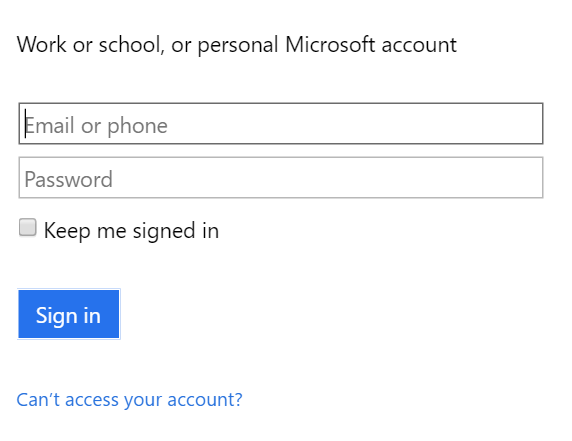 Work or school, or personal Microsoft account
Email or phone
Password
Keep me signed in
Sign in
Can't access your account?